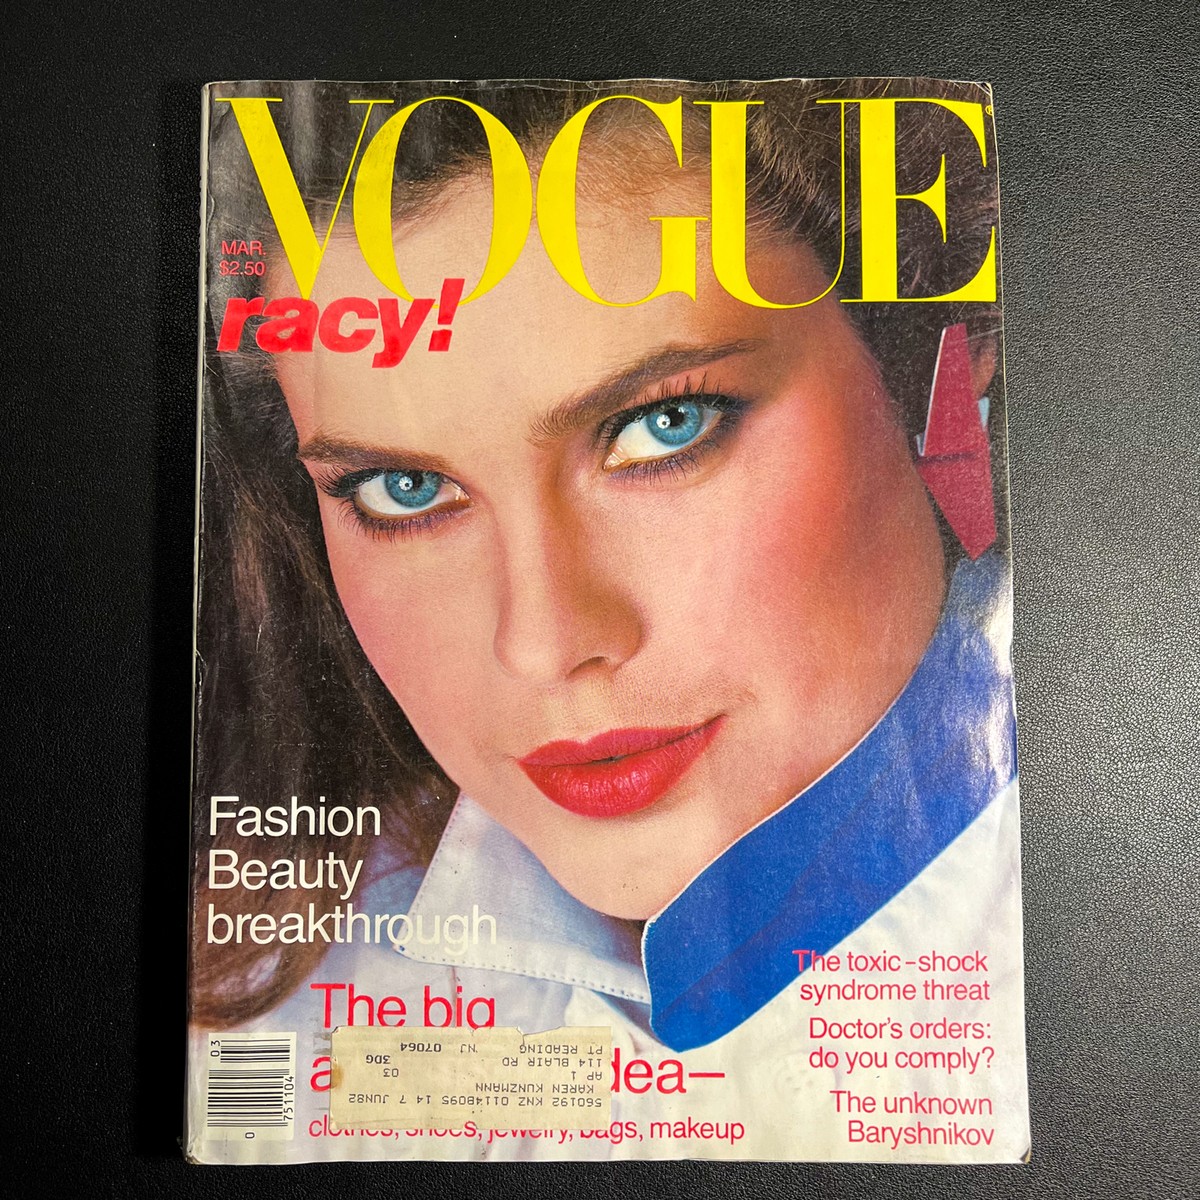 VOGUE
MAR.
$2.50
racy!
Fashion
Beauty
breakthrough
The big
a dea–
clothes, shoes, jewelry, bags, makeup
The toxic-shock
syndrome threat
Doctor's orders:
do you comply?
The unknown
Baryshnikov
560192 KNZ 0114B095 14 7 JUN82
KAREN KUNZMANN
AP 1 03
114 BLAIR RD 3DG
PT READING NJ 07064
03
0 751104